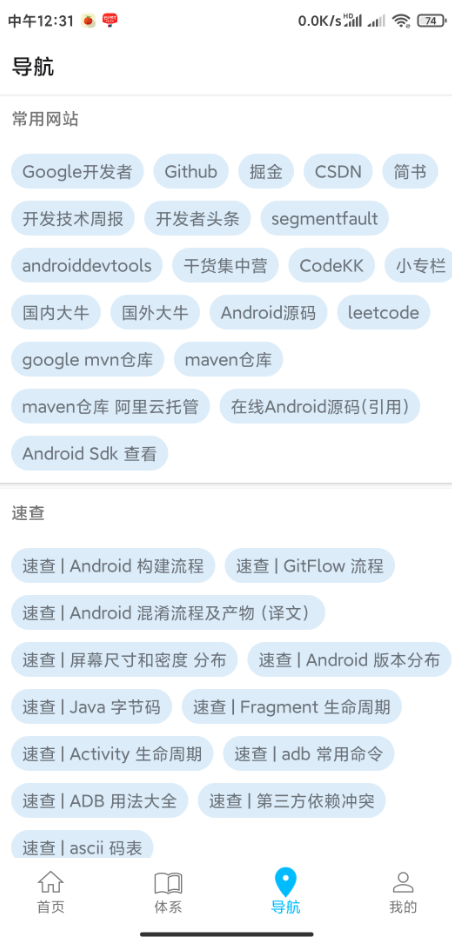 中午12:31 0.0K/s HD 74
导航
常用网站
Google开发者 Github 掘金 CSDN 简书
开发技术周报 开发者头条 segmentfault
androiddevtools 干货集中营 CodeKK 小专栏
国内大牛 国外大牛 Android源码 leetcode
google mvn仓库 maven仓库
maven仓库 阿里云托管 在线Android源码(引用)
Android Sdk 查看
速查
速查 | Android 构建流程 速查 | GitFlow 流程
速查 | Android 混淆流程及产物（译文）
速查 | 屏幕尺寸和密度 分布 速查 | Android 版本分布
速查 | Java 字节码 速查 | Fragment 生命周期
速查 | Activity 生命周期 速查 | adb 常用命令
速查 | ADB 用法大全 速查 | 第三方依赖冲突
速查 | ascii 码表
首页 体系 导航 我的